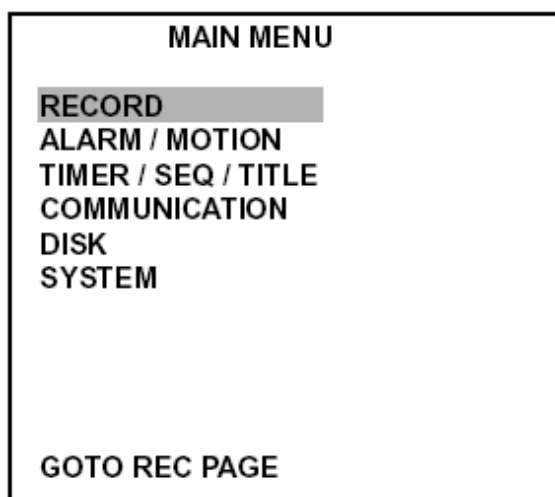 MAIN MENU
RECORD
ALARM / MOTION
TIMER / SEQ / TITLE
COMMUNICATION
DISK
SYSTEM
GOTO REC PAGE